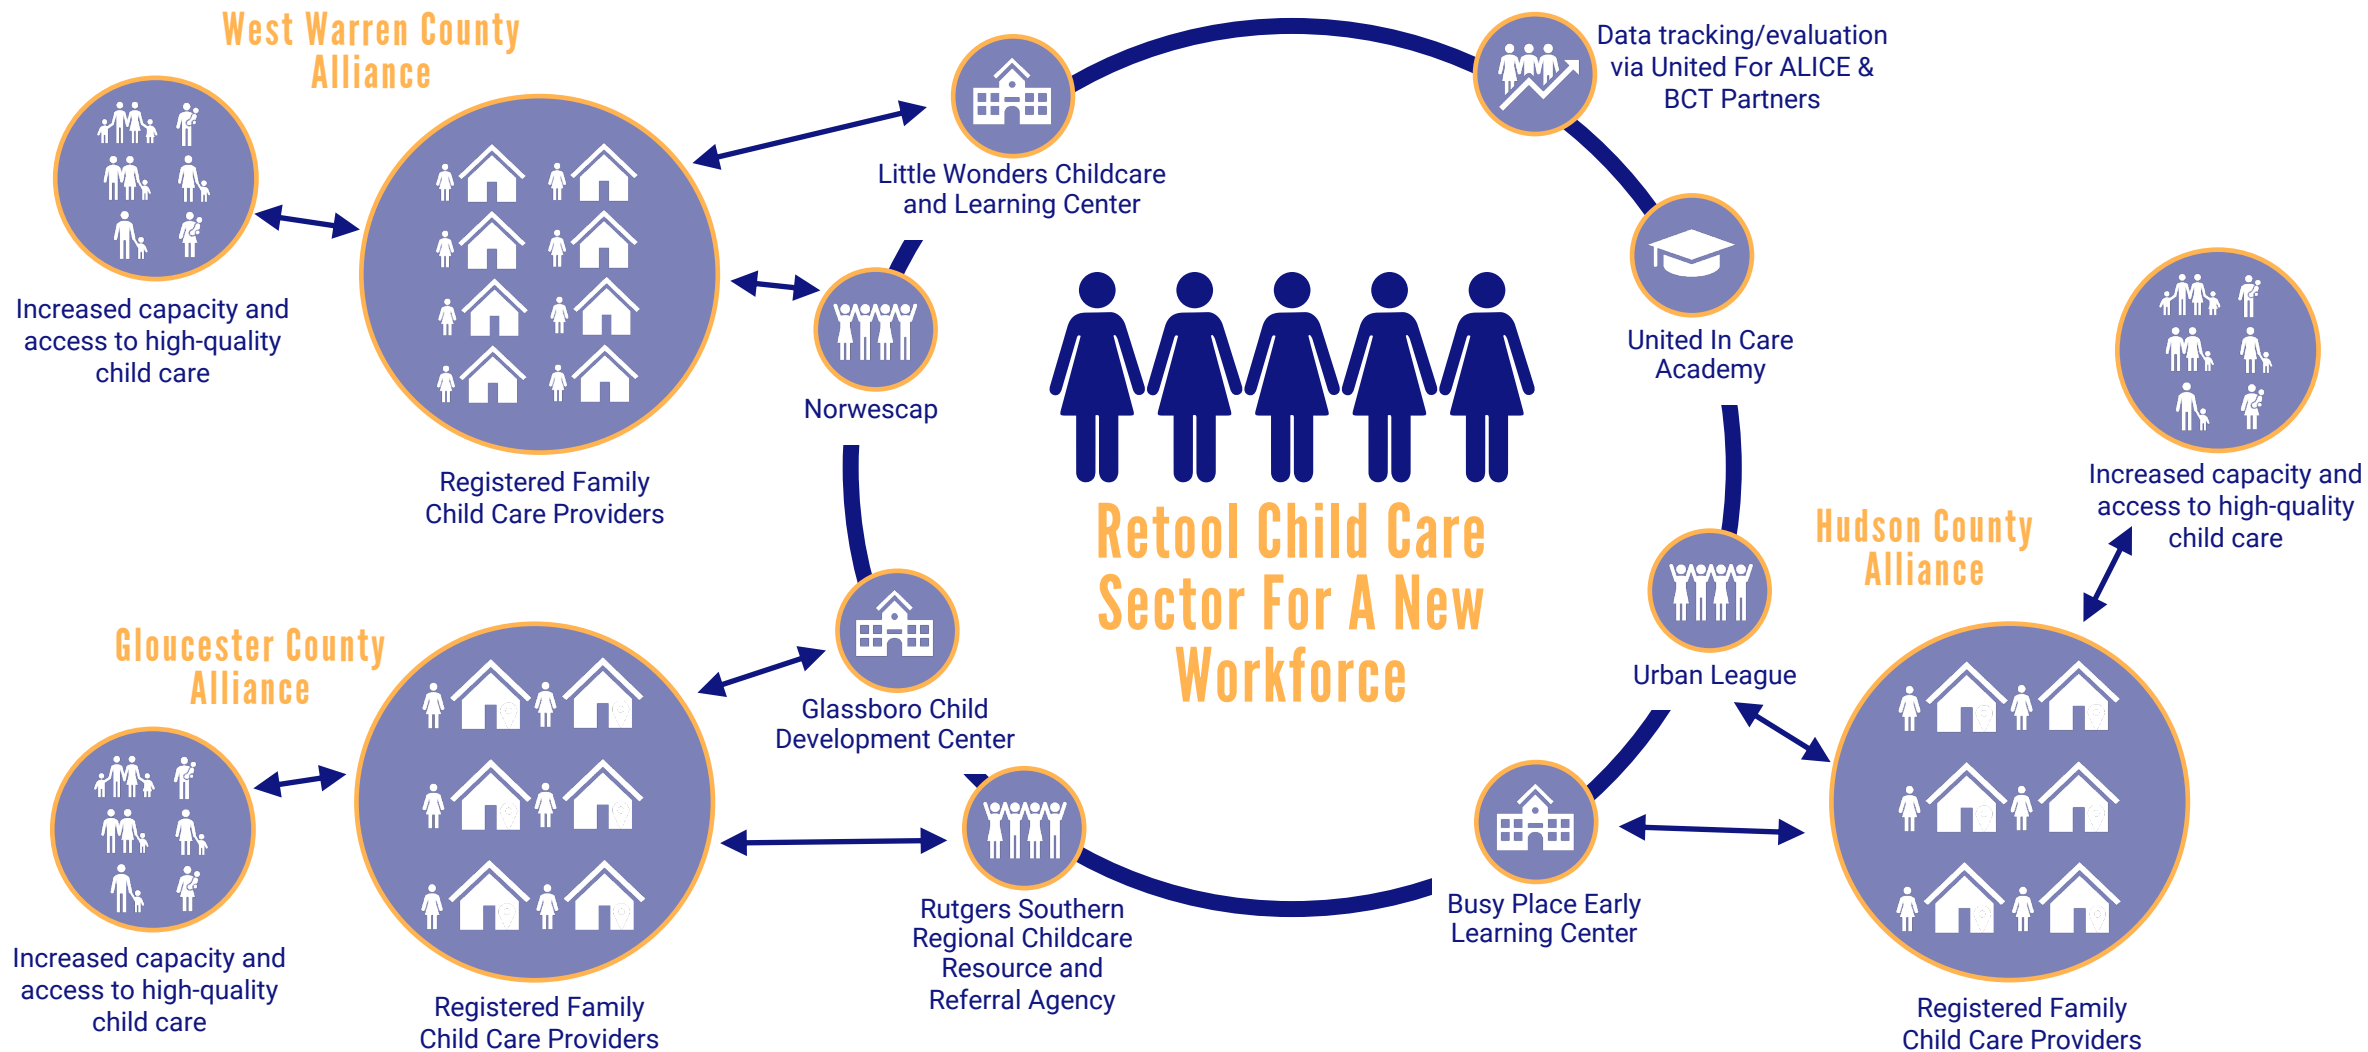 West Warren County
Alliance
Increased capacity and
access to high-quality
child care
Registered Family
Child Care Providers
Little Wonders Childcare
and Learning Center
Norwescap
Data tracking/evaluation
via United For ALICE &
BCT Partners
United In Care
Academy
Retool Child Care
Sector For A New
Workforce
Gloucester County
Alliance
Increased capacity and
access to high-quality
child care
Registered Family
Child Care Providers
Glassboro Child
Development Center
Rutgers Southern
Regional Childcare
Resource and
Referral Agency
Urban League
Busy Place Early
Learning Center
Hudson County
Alliance
Increased capacity and
access to high-quality
child care
Registered Family
Child Care Providers